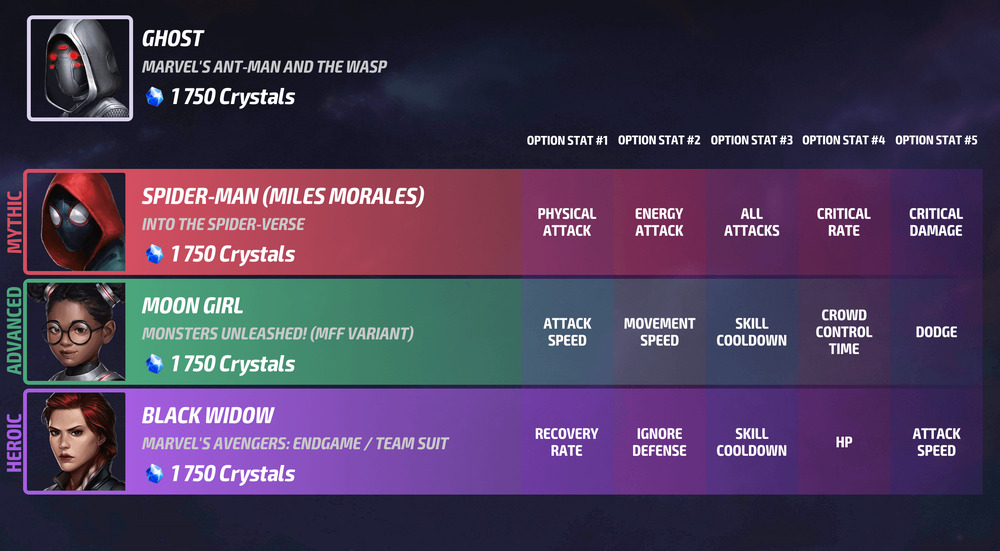 GHOST
MARVEL'S ANT-MAN AND THE WASP
1 750 Crystals
OPTION STAT #1 OPTION STAT #2 OPTION STAT #3 OPTION STAT #4 OPTION STAT #5
MYTHIC
SPIDER-MAN (MILES MORALES)
INTO THE SPIDER-VERSE
1 750 Crystals
PHYSICAL
ATTACK
ENERGY
ATTACK
ALL
ATTACKS
CRITICAL
RATE
CRITICAL
DAMAGE
ADVANCED
MOON GIRL
MONSTERS UNLEASHED! (MFF VARIANT)
1 750 Crystals
ATTACK
SPEED
MOVEMENT
SPEED
SKILL
COOLDOWN
CROWD
CONTROL
TIME
DODGE
HEROIC
BLACK WIDOW
MARVEL'S AVENGERS: ENDGAME / TEAM SUIT
1 750 Crystals
RECOVERY
RATE
IGNORE
DEFENSE
SKILL
COOLDOWN
HP
ATTACK
SPEED